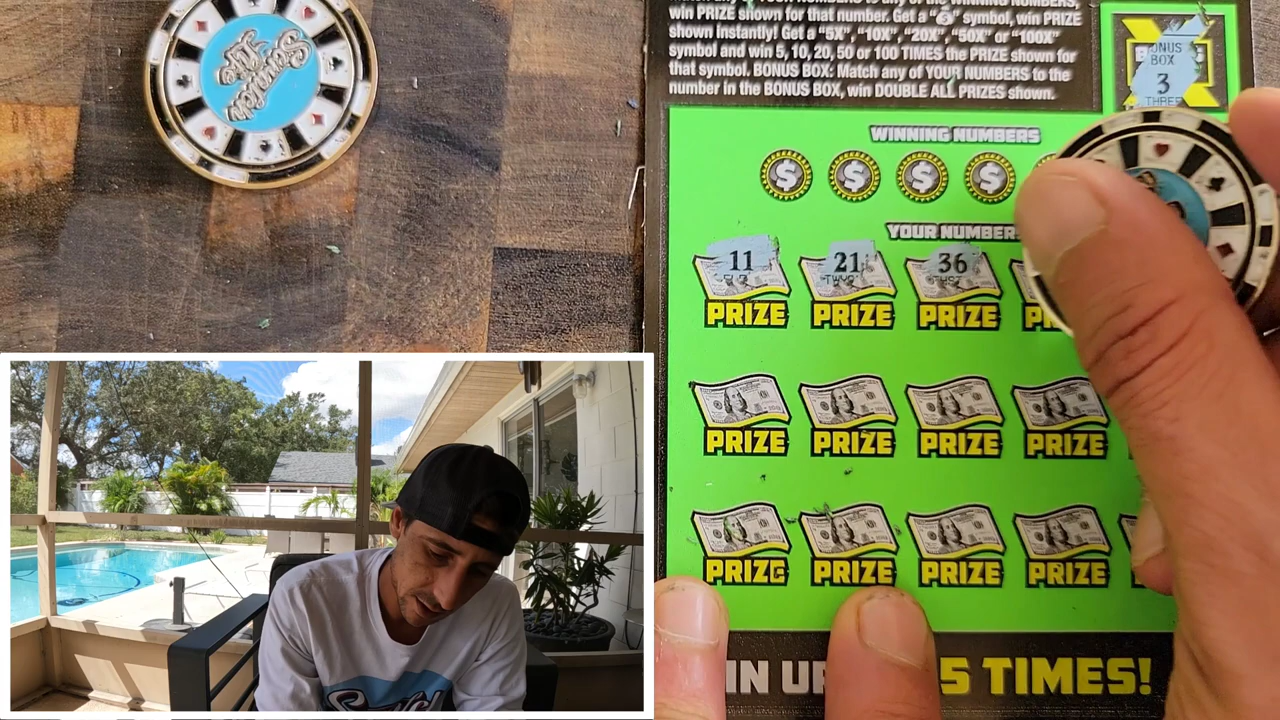 win PRIZE shown for that number. Get a "$" symbol, win PRIZE
shown instantly! Get a "5X", "10X", "20X", "50X" or "100X"
symbol and win 5, 10, 20, 50 or 100 TIMES the PRIZE shown for
that symbol. BONUS BOX: Match any of YOUR NUMBERS to the
number in the BONUS BOX, win DOUBLE ALL PRIZES shown.
BONUS
BOX
3
THREE
WINNING NUMBERS
$ $ $ $
YOUR NUMBER
11 21 36
PRIZE PRIZE PRIZE
PRIZE PRIZE PRIZE PRIZE
PRIZE PRIZE PRIZE PRIZE
5 TIMES!